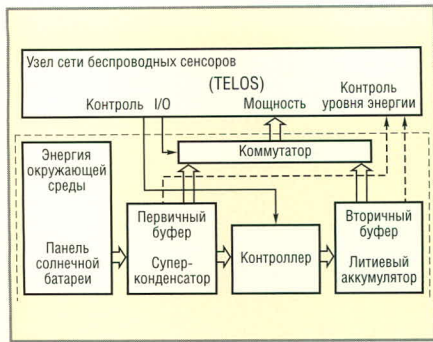 Узел сети беспроводных сенсоров
(TELOS)
Контроль I/O
Мощность
Контроль
уровня энергии
Коммутатор
Энергия
окружающей
среды
Панель
солнечной
батареи
Первичный
буфер
Супер-
конденсатор
Контроллер
Вторичный
буфер
Литиевый
аккумулятор